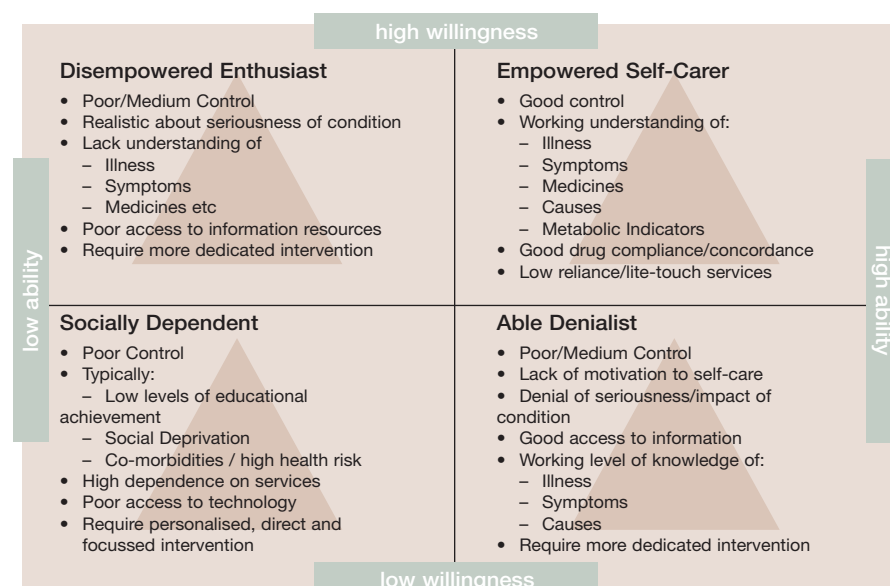 high willingness
Disempowered Enthusiast
• Poor/Medium Control
• Realistic about seriousness of condition
• Lack understanding of
– Illness
– Symptoms
– Medicines etc
• Poor access to information resources
• Require more dedicated intervention
Empowered Self-Carer
• Good control
• Working understanding of:
– Illness
– Symptoms
– Medicines
– Causes
– Metabolic Indicators
• Good drug compliance/concordance
• Low reliance/lite-touch services
low ability
high ability
Socially Dependent
• Poor Control
• Typically:
– Low levels of educational
achievement
– Social Deprivation
– Co-morbidities / high health risk
• High dependence on services
• Poor access to technology
• Require personalised, direct and
focussed intervention
Able Denialist
• Poor/Medium Control
• Lack of motivation to self-care
• Denial of seriousness/impact of
condition
• Good access to information
• Working level of knowledge of:
– Illness
– Symptoms
– Causes
• Require more dedicated intervention
low willingness